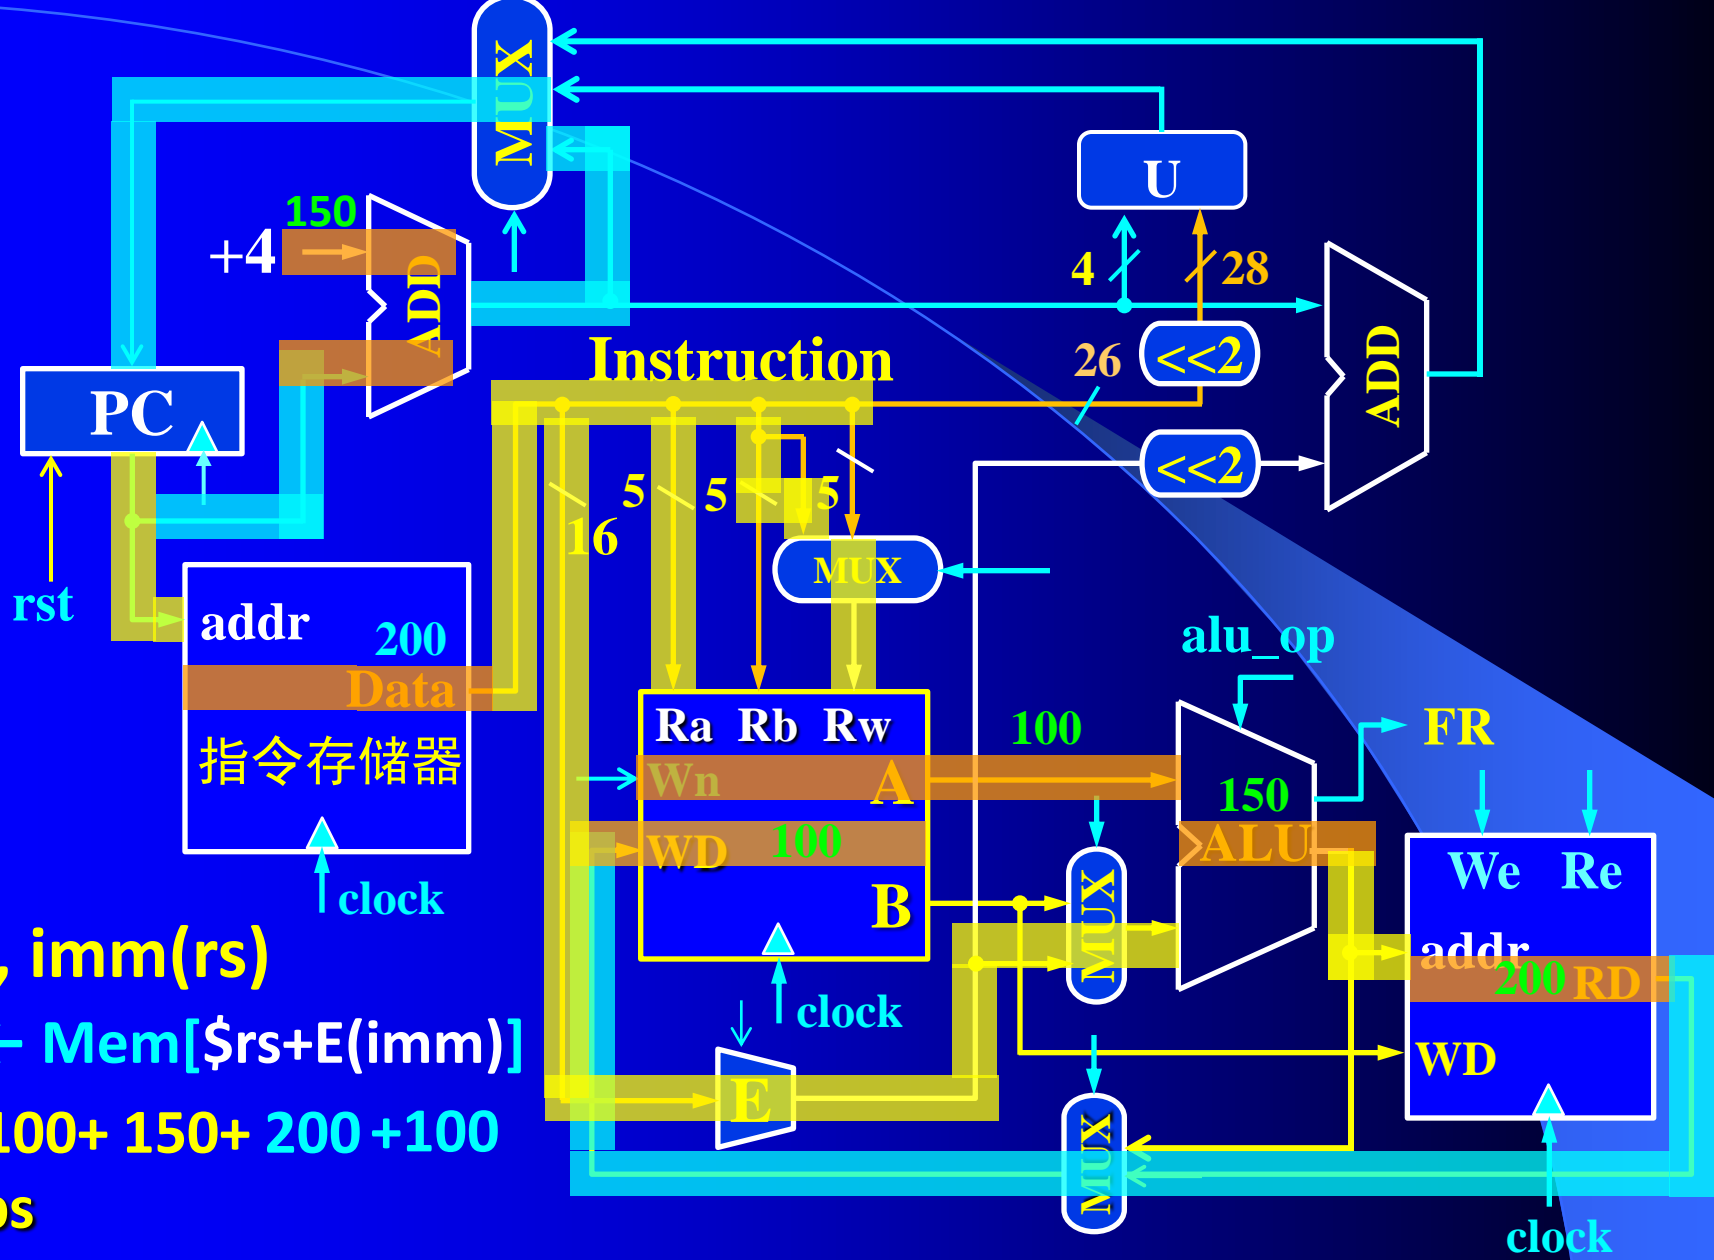 MUX
U
150
+4
ADD
4
28
<<2
26
ADD
Instruction
PC
<<2
5
5
5
16
MUX
rst
addr
200
Data
指令存储器
clock
alu_op
Ra Rb Rw
100
FR
Wn
A
150
WD
100
ALU
We Re
B
MUX
addr
200
RD
clock
WD
E
MUX
clock
, imm(rs)
← Mem[$rs+E(imm)]
100+ 150+ 200 +100
ps